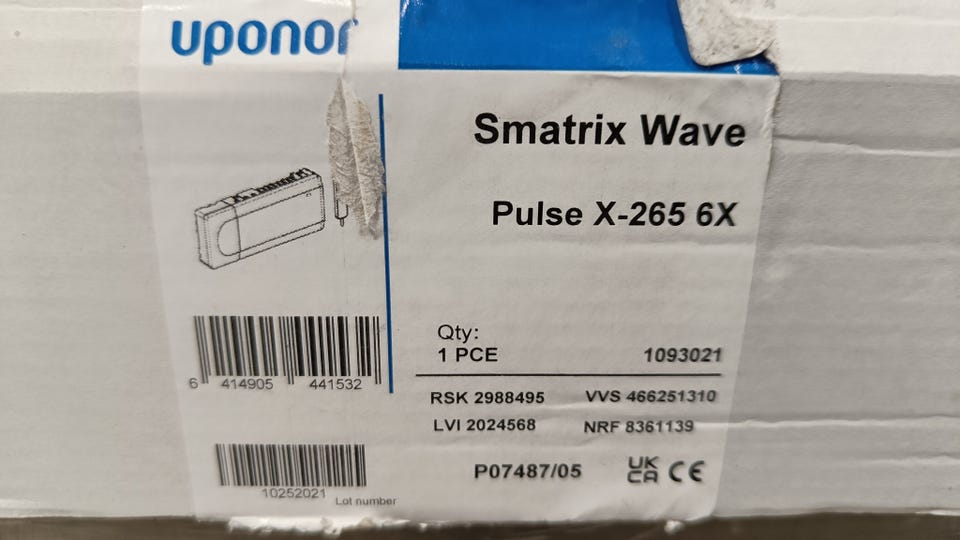 uponor
Smatrix Wave
Pulse X-265 6X
Qty:
1 PCE 1093021
6 414905 441532
RSK 2988495 VVS 466251310
LVI 2024568 NRF 8361139
P07487/05 UK CA CE
10252021
Lot number